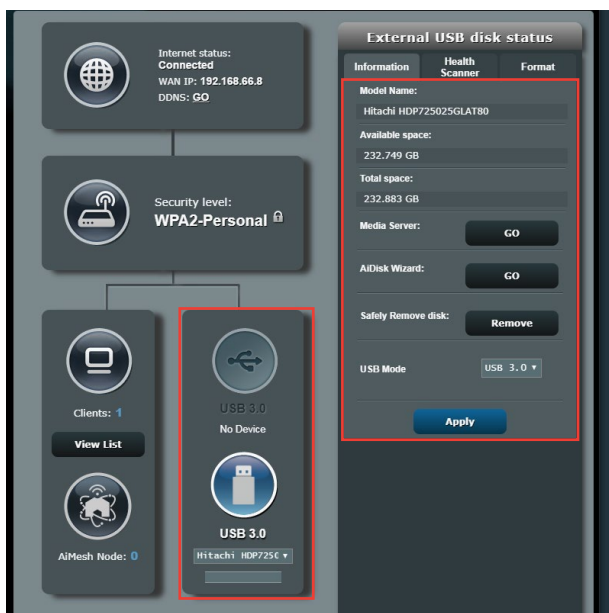 Internet status:
Connected
WAN IP: 192.168.66.8
DDNS: GO
Security level:
WPA2-Personal
Clients: 1
View List
AiMesh Node: 0
USB 3.0
No Device
USB 3.0
Hitachi HDP725C
External USB disk status
Information
Health
Scanner
Format
Model Name:
Hitachi HDP725025GLAT80
Available space:
232.749 GB
Total space:
232.883 GB
Media Server:
GO
AiDisk Wizard:
GO
Safely Remove disk:
Remove
USB Mode
USB 3.0
Apply